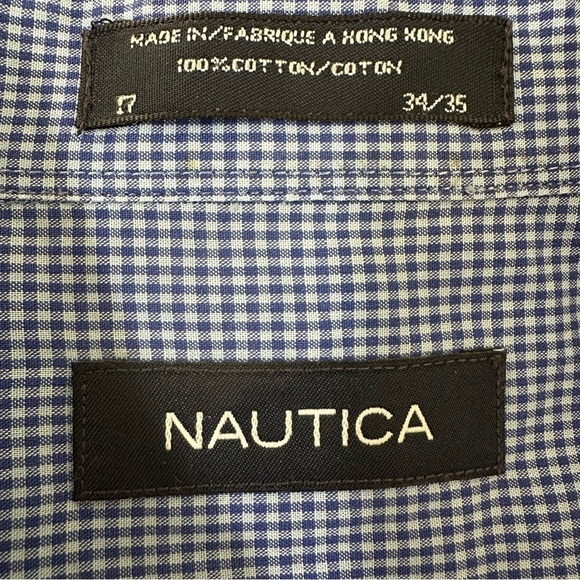 MADE IN/FABRIQUE A HONG KONG
100% COTTON/COTON
17 34/35
NAUTICA